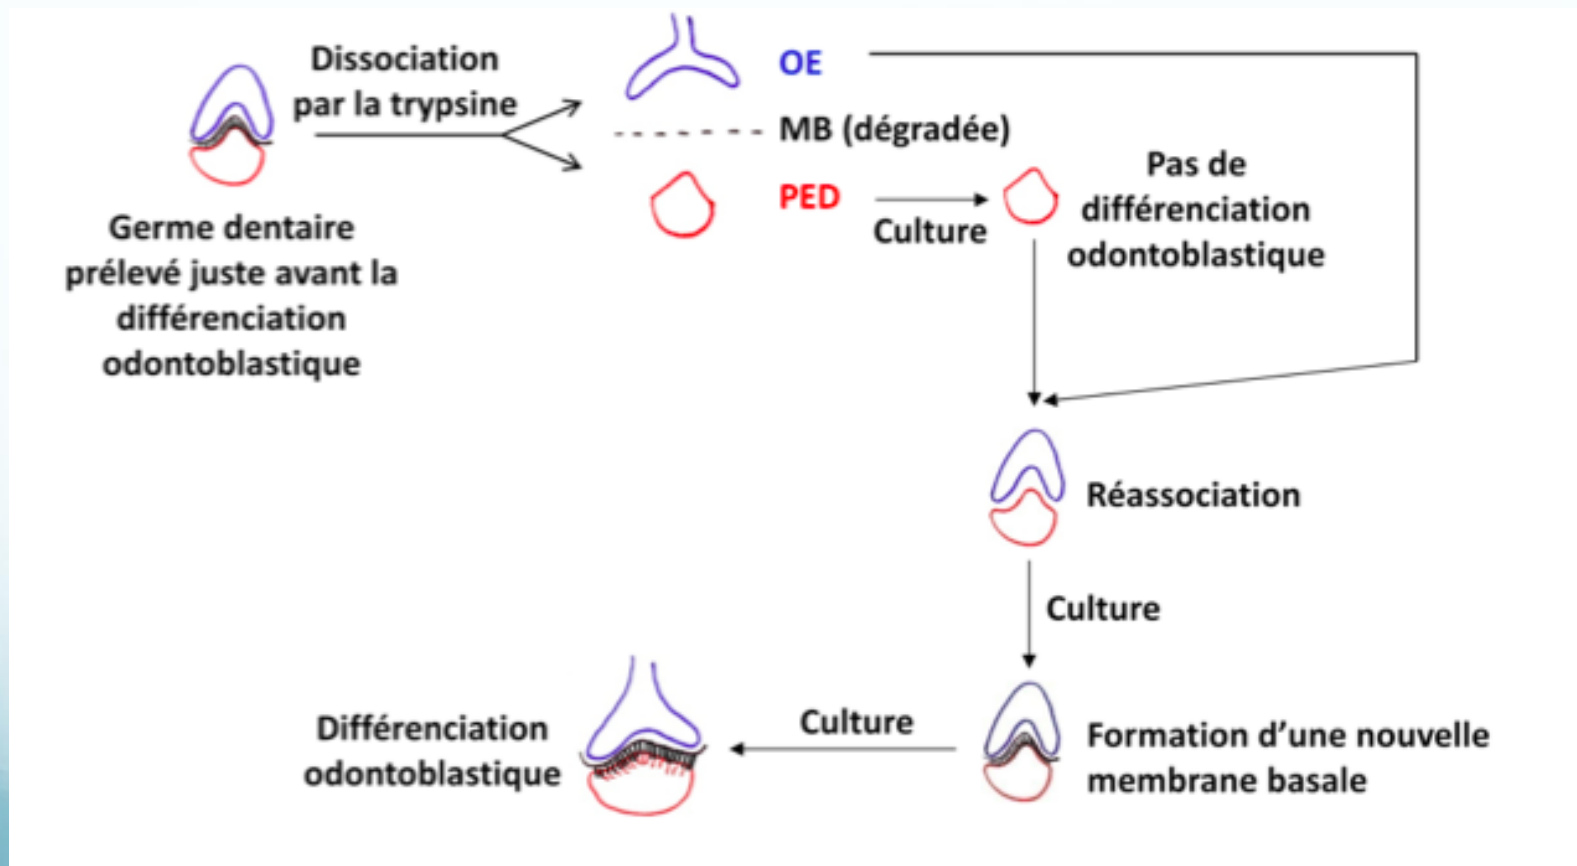 Dissociation
par la trypsine
Germe dentaire
prélevé juste avant la
différenciation
odontoblastique
OE
MB (dégradée)
PED
Culture
Pas de
différenciation
odontoblastique
Réassociation
Culture
Formation d'une nouvelle
membrane basale
Culture
Différenciation
odontoblastique